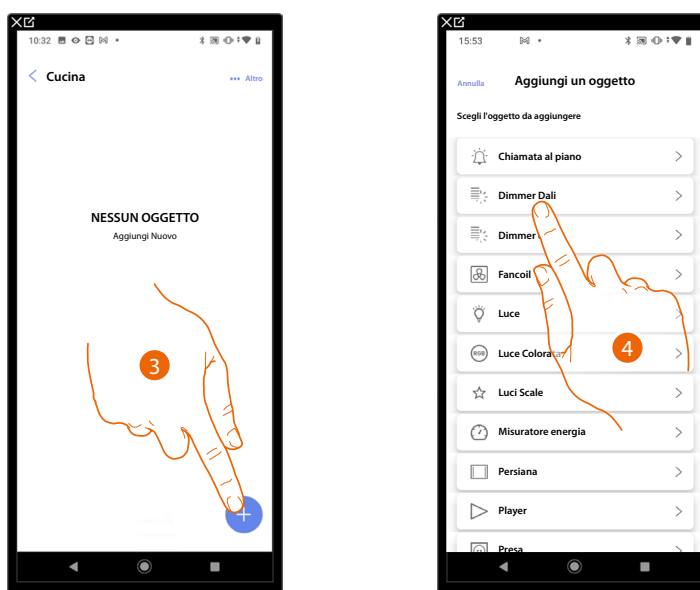 10:32
Cucina
Altro
NESSUN OGGETTO
Aggiungi Nuovo
3
15:53
Annulla
Aggiungi un oggetto
Scegli l'oggetto da aggiungere
Chiamata al piano
Dimmer Dali
Dimmer
Fancoil
Luce
RGB
Luce Colorata
4
Luci Scale
Misuratore energia
Persiana
Player
Presa